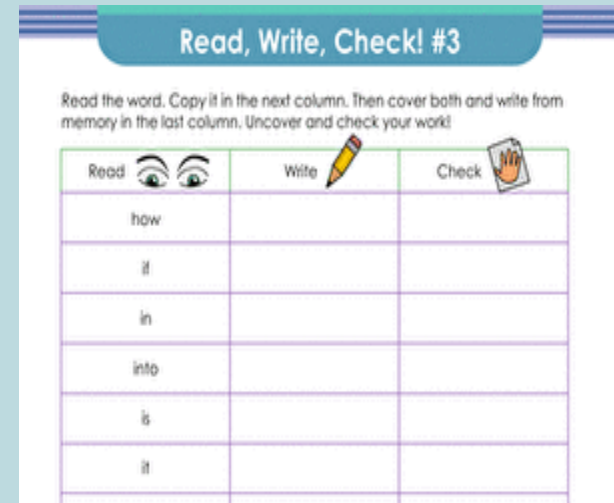 Read, Write, Check! #3
Read the word. Copy it in the next column. Then cover both and write from
memory in the last column. Uncover and check your work!
Read Write Check
how
if
in
into
is
it